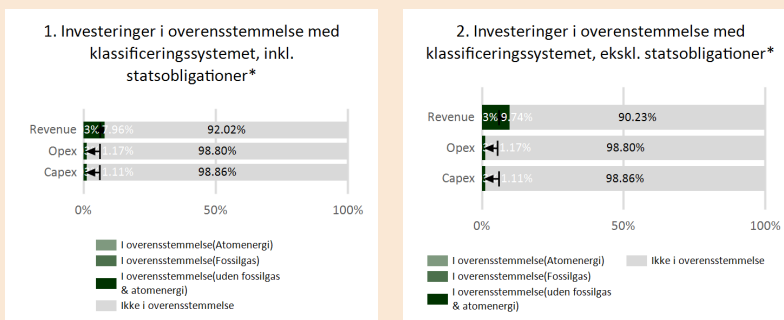 1. Investeringer i overensstemmelse med
klassificeringssystemet, inkl.
statsobligationer*
Revenue
3% 7.96%
92.02%
Opex
1.17%
98.80%
Capex
1.11%
98.86%
0%
50%
100%
I overensstemmelse(Atomenergi)
I overensstemmelse(Fossilgas)
I overensstemmelse(uden fossilgas
& atomenergi)
Ikke i overensstemmelse
2. Investeringer i overenstemmelse med
klassificeringssystemet, ekskl. statsobligationer*
Revenue
3% 9.74%
90.23%
Opex
1.17%
98.80%
Capex
1.11%
98.86%
0%
50%
100%
I overensstemmelse(Atomenergi)
Ikke i overensstemmelse
I overensstemmelse(Fossilgas)
I overensstemmelse(uden fossilgas
& atomenergi)